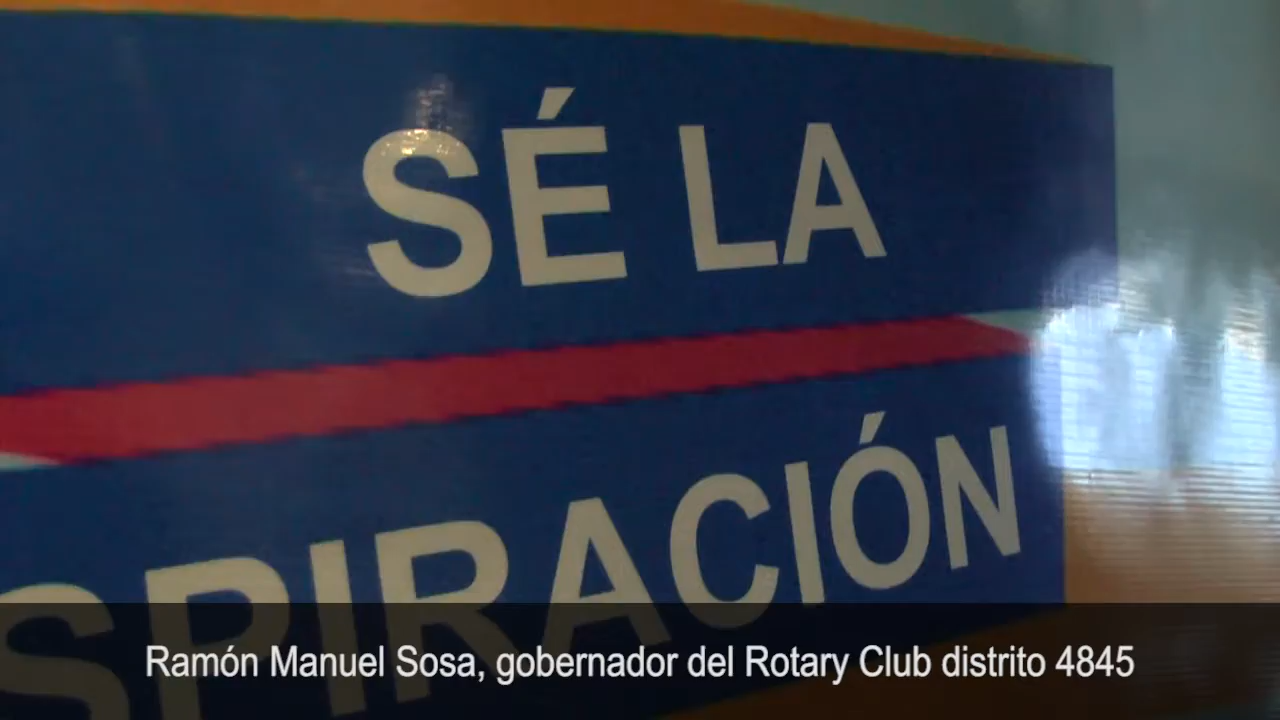 SÉ LA
SPIRACIÓN
Ramón Manuel Sosa, gobernador del Rotary Club distrito 4845